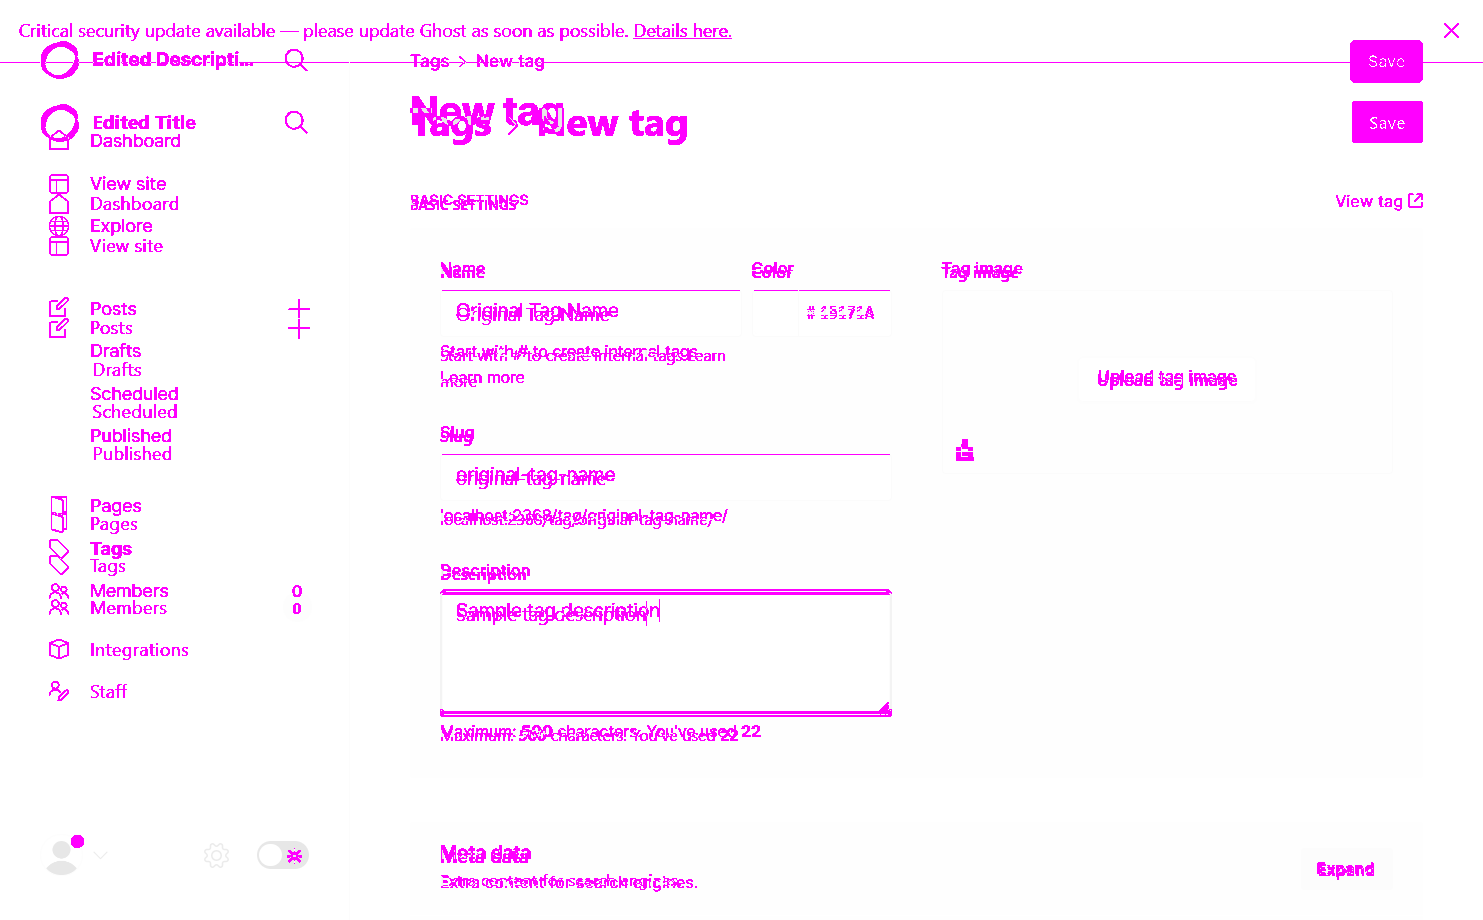 Critical security update available — please update Ghost as soon as possible. Details here.
Edited Descripti...
Tags > New tag
Save
New tag
Edited Title
Tags > New tag
Save
Dashboard
View site
Dashboard
BASIC SETTINGS
BASIC SETTINGS
View tag
Explore
View site
Name
Name
Color
Color
Tag image
Tag image
Posts
Posts
Original Tag Name
Original Tag Name
# 15171A
Drafts
Drafts
Start with # to create internal tags
Start with # to create internal tags Learn
Learn more
more
Upload tag image
Upload tag image
Scheduled
Scheduled
Published
Published
Slug
Slug
original-tag-name
original-tag-name
Pages
Pages
localhost:2368/tag/original-tag-name/
localhost:2368/tag/original-tag-name/
Tags
Tags
Description
Description
Members 0
Members 0
Sample tag description
Sample tag description
Integrations
Staff
Maximum: 500 characters. You've used 22
Maximum: 500 characters. You've used 22
Meta data
Meta data
Extra content for search engines.
Extra content for search engines.
Expand
Expand